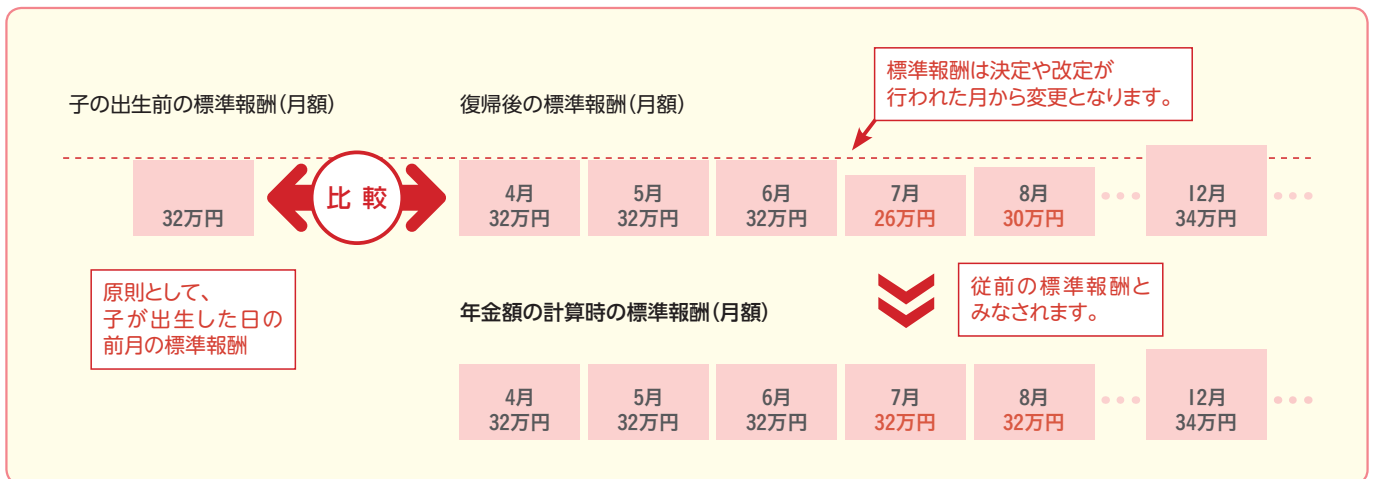 標準報酬は決定や改定が
行われた月から変更となります。
子の出生前の標準報酬(月額)
復帰後の標準報酬(月額)
32万円
比較
4月
32万円
5月
32万円
6月
32万円
7月
26万円
8月
30万円
12月
34万円
原則として、
子が出生した日の
前月の標準報酬
従前の標準報酬と
みなされます。
年金額の計算時の標準報酬(月額)
4月
32万円
5月
32万円
6月
32万円
7月
32万円
8月
32万円
12月
34万円